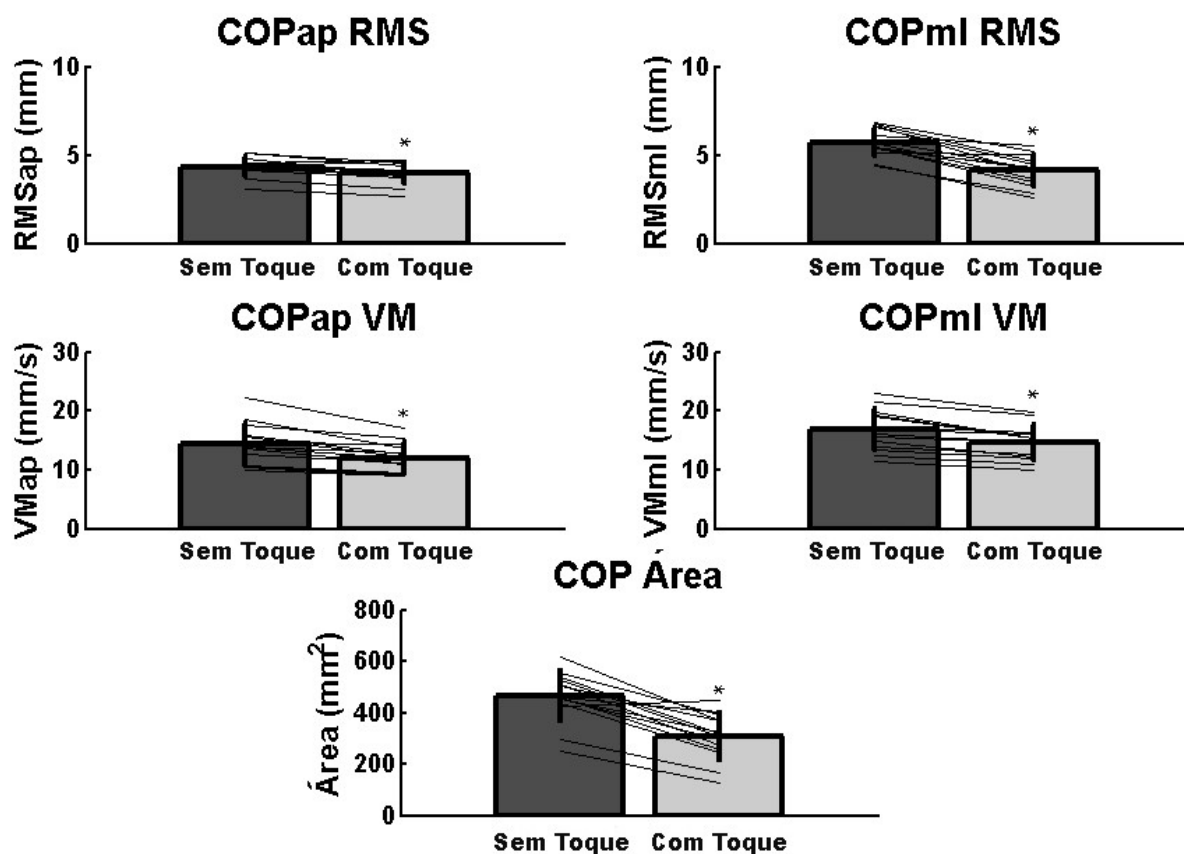 COPap RMS
RMSap (mm)
10
5
0
*
Sem Toque Com Toque
COPml RMS
RMSml (mm)
10
5
0
*
Sem Toque Com Toque
COPap VM
VMap (mm/s)
30
20
10
0
*
Sem Toque Com Toque
COPml VM
VMml (mm/s)
30
20
10
0
*
Sem Toque Com Toque
COP Área
Área (mm²)
800
600
400
200
0
*
Sem Toque Com Toque